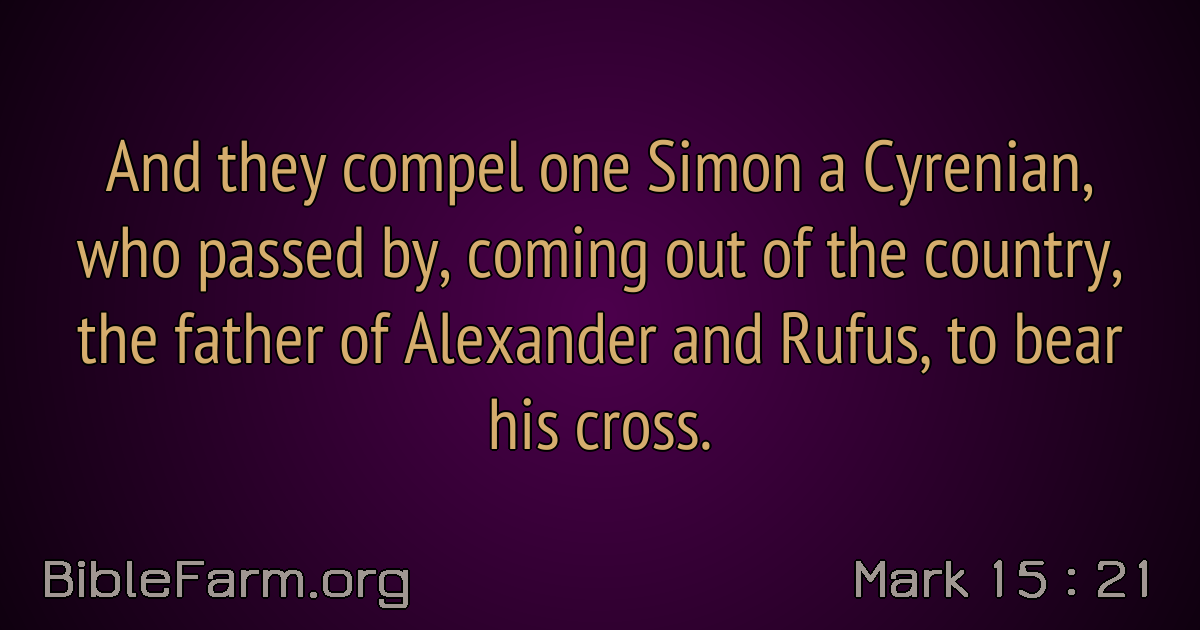 And they compel one Simon a Cyrenian,
who passed by, coming out of the country,
the father of Alexander and Rufus, to bear
his cross.
BibleFarm.org
Mark 15 : 21